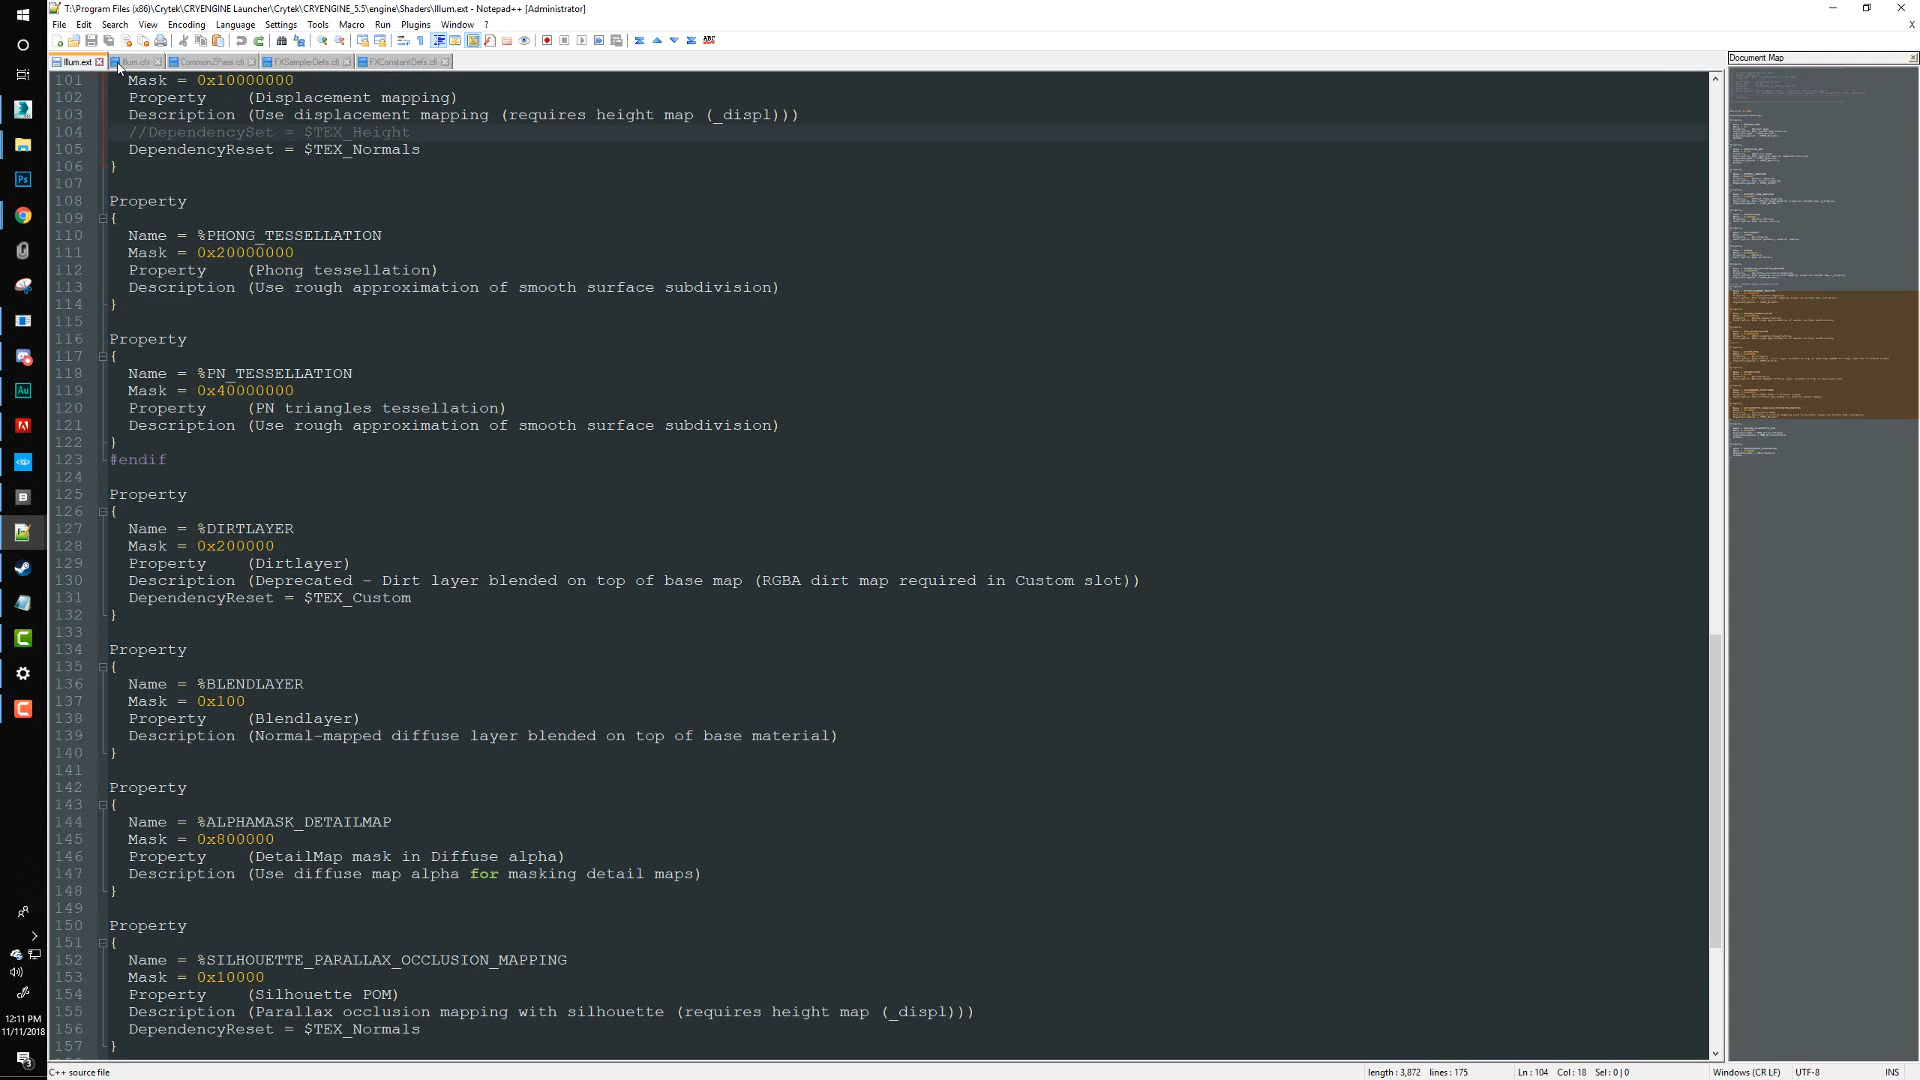 T:\Program Files (x86)\Crytek\CRYENGINE Launcher\Crytek\CRYENGINE_5.5\engine\Shaders\Illum.ext - Notepad++ [Administrator]
File Edit Search View Encoding Language Settings Tools Macro Run Plugins Window ? X
Illum.ext Illum.cfx CommonZPass.cfi FXSamplerDefs.cfi FXConstantDefs.cfi
Document Map
101 Mask = 0x10000000
102 Property (Displacement mapping)
103 Description (Use displacement mapping (requires height map (_displ)))
104 //DependencySet = $TEX_Height
105 DependencyReset = $TEX_Normals
106 }
107
108 Property
109 {
110 Name = %PHONG_TESSELLATION
111 Mask = 0x20000000
112 Property (Phong tessellation)
113 Description (Use rough approximation of smooth surface subdivision)
114 }
115
116 Property
117 {
118 Name = %PN_TESSELLATION
119 Mask = 0x40000000
120 Property (PN triangles tessellation)
121 Description (Use rough approximation of smooth surface subdivision)
122 }
123 #endif
124
125 Property
126 {
127 Name = %DIRTLAYER
128 Mask = 0x200000
129 Property (Dirtlayer)
130 Description (Deprecated - Dirt layer blended on top of base map (RGBA dirt map required in Custom slot))
131 DependencyReset = $TEX_Custom
132 }
133
134 Property
135 {
136 Name = %BLENDLAYER
137 Mask = 0x100
138 Property (Blendlayer)
139 Description (Normal-mapped diffuse layer blended on top of base material)
140 }
141
142 Property
143 {
144 Name = %ALPHAMASK_DETAILMAP
145 Mask = 0x800000
146 Property (DetailMap mask in Diffuse alpha)
147 Description (Use diffuse map alpha for masking detail maps)
148 }
149
150 Property
151 {
152 Name = %SILHOUETTE_PARALLAX_OCCLUSION_MAPPING
153 Mask = 0x10000
154 Property (Silhouette POM)
155 Description (Parallax occlusion mapping with silhouette (requires height map (_displ)))
156 DependencyReset = $TEX_Normals
157 }
Ps
Au
B
12:11 PM
11/11/2018
3
C++ source file length : 3,872 lines : 175 Ln : 104 Col : 18 Sel : 0 | 0 Windows (CR LF) UTF-8 INS